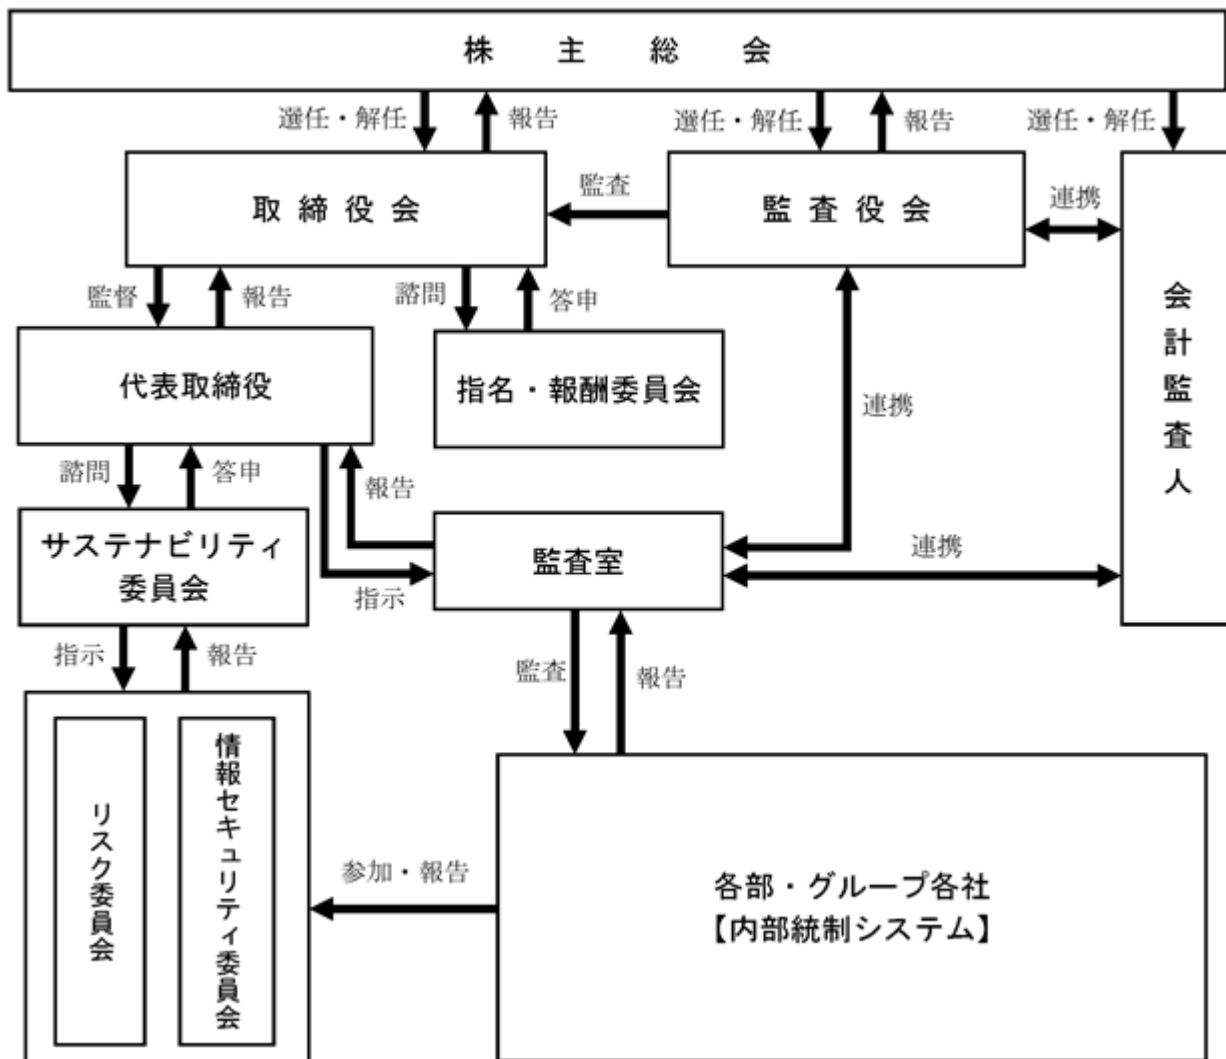 株主総会
選任・解任
報告
選任・解任
報告
選任・解任
取締役会
監査
監査役会
連携
会計監査人
監督
報告
諮問
答申
代表取締役
指名・報酬委員会
連携
諮問
答申
報告
サステナビリティ
委員会
監査室
連携
指示
指示
報告
監査
報告
リスク委員会
情報セキュリティ委員会
参加・報告
各部・グループ各社
【内部統制システム】